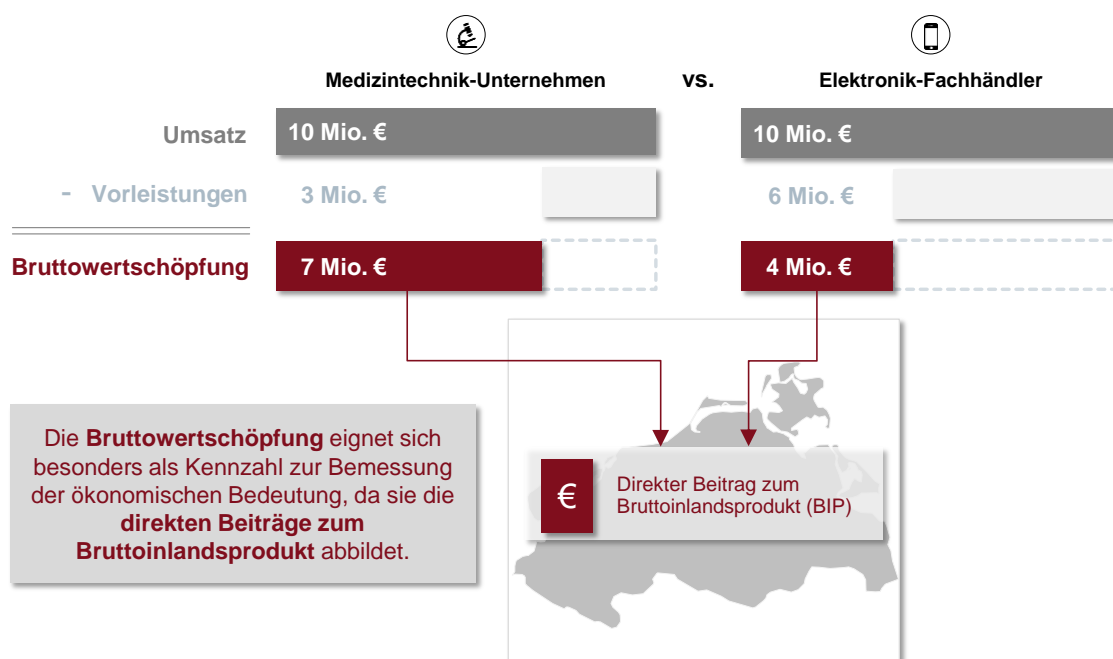 Medizintechnik-Unternehmen vs. Elektronik-Fachhändler
Umsatz 10 Mio. € 10 Mio. €
- Vorleistungen 3 Mio. € 6 Mio. €
Bruttowertschöpfung 7 Mio. € 4 Mio. €
Die Bruttowertschöpfung eignet sich
besonders als Kennzahl zur Bemessung
der ökonomischen Bedeutung, da sie die
direkten Beiträge zum
Bruttoinlandsprodukt abbildet.
€
Direkter Beitrag zum
Bruttoinlandsprodukt (BIP)